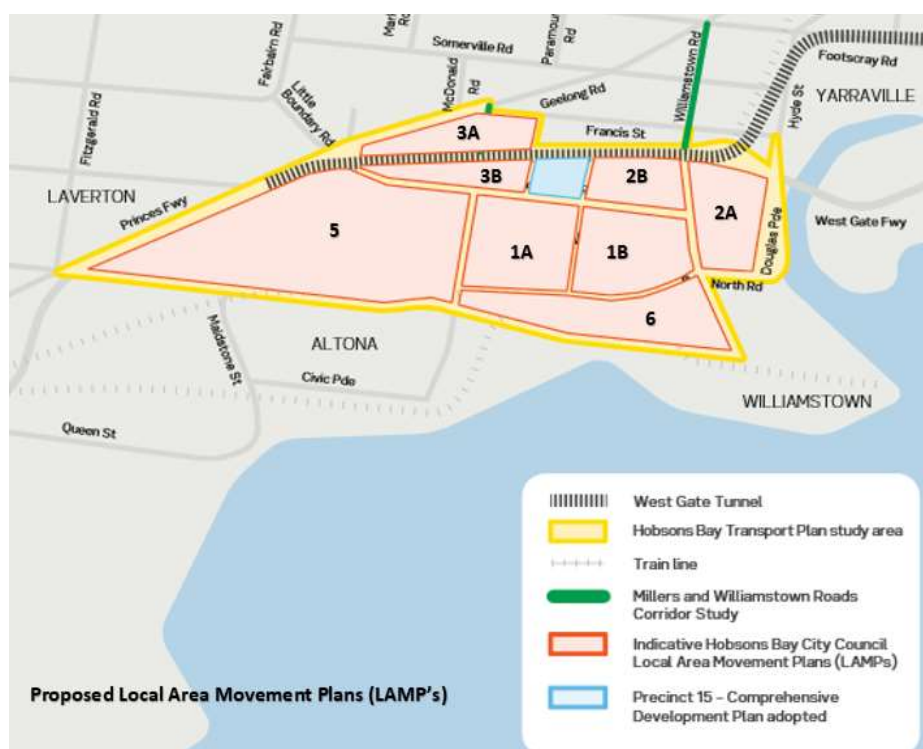 Somerville Rd
Mar
Rd
Paramou
Rd
Footscray Rd
Fairbairn Rd
McDonald
Rd
Williamstown Rd
Hyde St
YARRAVILLE
Little
Boundary Rd
Geelong Rd
Fitzgerald Rd
Francis St
3A
3B
2B
LAVERTON
Princes Fwy
2A
West Gate Fwy
Douglas Pde
5
1A
1B
North Rd
6
Maidstone St
ALTONA
Civic Pde
WILLIAMSTOWN
Queen St
West Gate Tunnel
Hobsons Bay Transport Plan study area
Train line
Millers and Williamstown Roads
Corridor Study
Indicative Hobsons Bay City Council
Local Area Movement Plans (LAMPs)
Precinct 15 – Comprehensive
Development Plan adopted
Proposed Local Area Movement Plans (LAMP's)